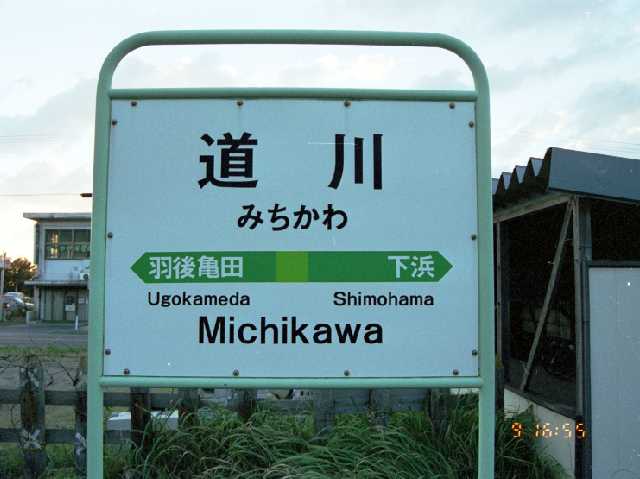 道川
みちかわ
羽後亀田 下浜
Ugokameda Shimohama
Michikawa
9 16:55